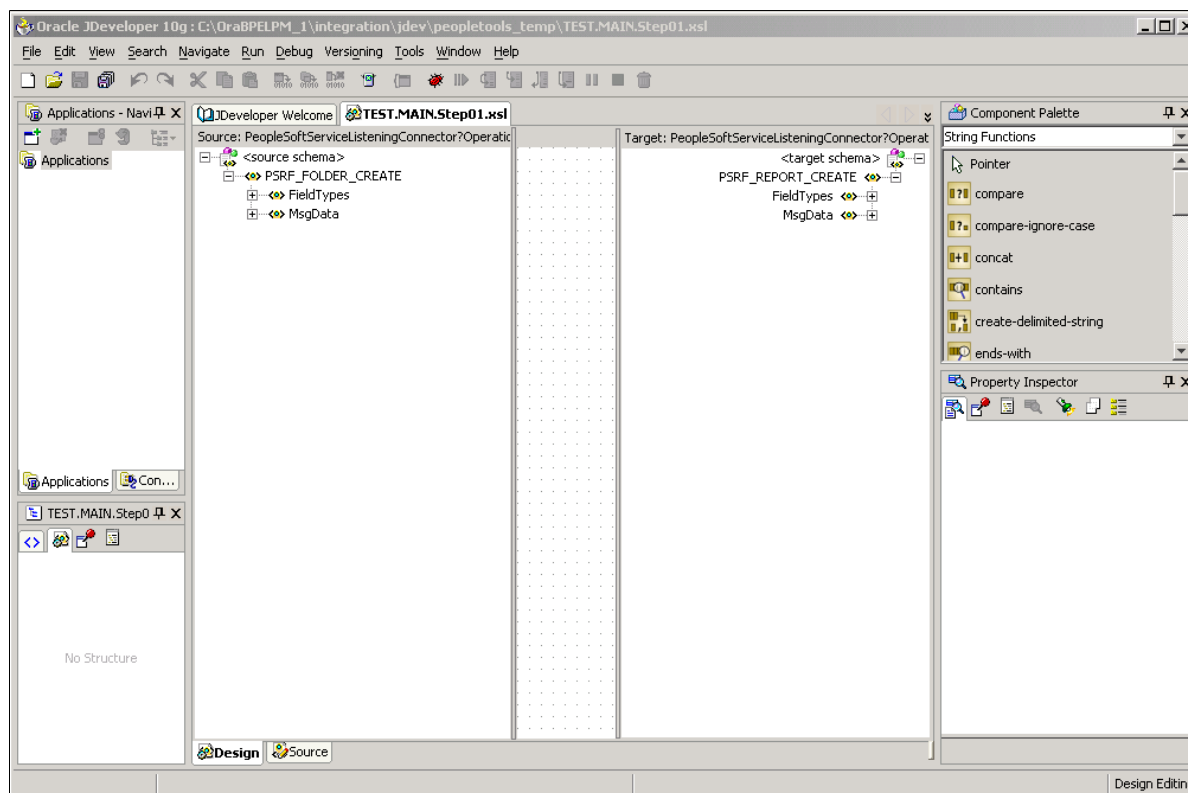 Oracle JDeveloper 10g : C:\OraBPELPM_1\integration\jdev\peopletools_temp\TEST.MAIN.Step01.xsl
File Edit View Search Navigate Run Debug Versioning Tools Window Help
Applications - Navi
JDeveloper Welcome
TEST.MAIN.Step01.xsl
Component Palette
Applications
Source: PeopleSoftServiceListeningConnector?Operatic
Target: PeopleSoftServiceListeningConnector?Operat
String Functions
<source schema>
PSRF_FOLDER_CREATE
FieldTypes
MsgData
<target schema>
PSRF_REPORT_CREATE
FieldTypes
MsgData
Pointer
compare
compare-ignore-case
concat
contains
create-delimited-string
ends-with
Property Inspector
Applications
Con...
TEST.MAIN.Step0
No Structure
Design
Source
Design Editin